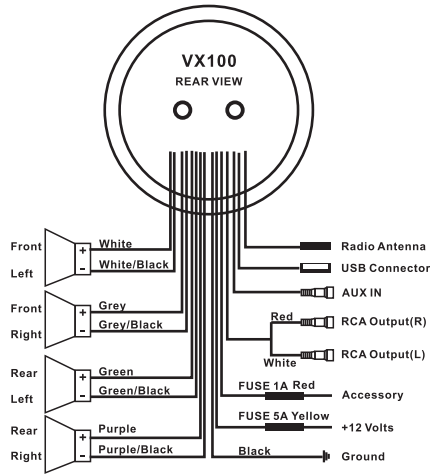 VX100
REAR VIEW
Front
Left
+
-
White
White/Black
Front
Right
+
-
Grey
Grey/Black
Rear
Left
+
-
Green
Green/Black
Rear
Right
+
-
Purple
Purple/Black
Radio Antenna
USB Connector
AUX IN
Red
RCA Output(R)
White
RCA Output(L)
FUSE 1A Red
Accessory
FUSE 5A Yellow
+12 Volts
Black
Ground